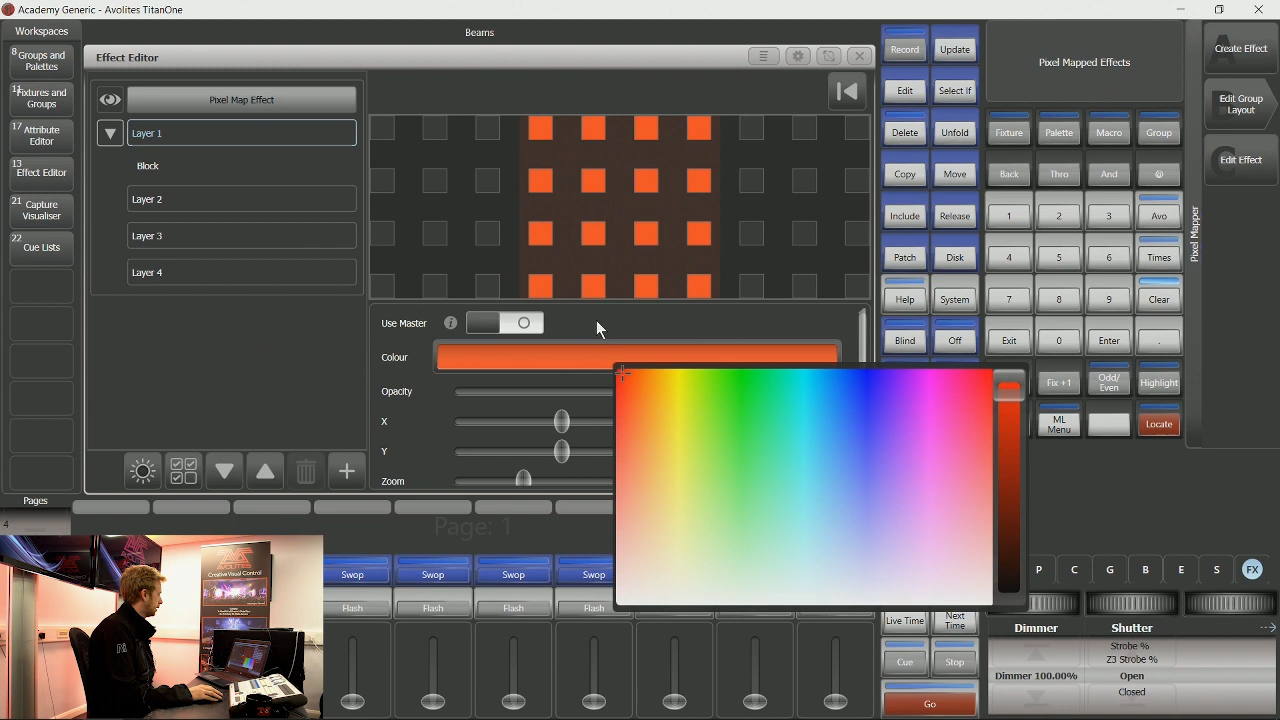 Academy Generic - Avolites TitanOne
Workspaces
8
Groups and
Palettes
11
Fixtures and
Groups
17
Attribute
Editor
13
Effect Editor
21
Capture
Visualiser
22
Cue Lists
Pages
4
Beams
Effect Editor
Pixel Map Effect
Layer 1
Block
Layer 2
Layer 3
Layer 4
Use Master
Colour
Opacity
X
Y
Zoom
Page: 1
Swop
Swop
Swop
Swop
Flash
Flash
Flash
Flash
AVOLITES
Creative Visual Control
Record
Update
Edit
Select If
Delete
Unfold
Copy
Move
Include
Release
Patch
Disk
Help
System
Blind
Off
Live Time
Next
Time
Cue
Stop
Go
Pixel Mapped Effects
Fixture
Palette
Macro
Group
Back
Thro
And
@
1
2
3
Avo
4
5
6
Times
7
8
9
Clear
Exit
0
Enter
.
Fix +1
Odd/
Even
Highlight
ML
Menu
Locate
Pixel Mapper
A
Create Effect
B
Edit Group
Layout
C
Edit Effect
P
C
G
B
E
S
FX
Dimmer
Shutter
Strobe %
Z3 Strobe %
Dimmer 100.00%
Open
Closed